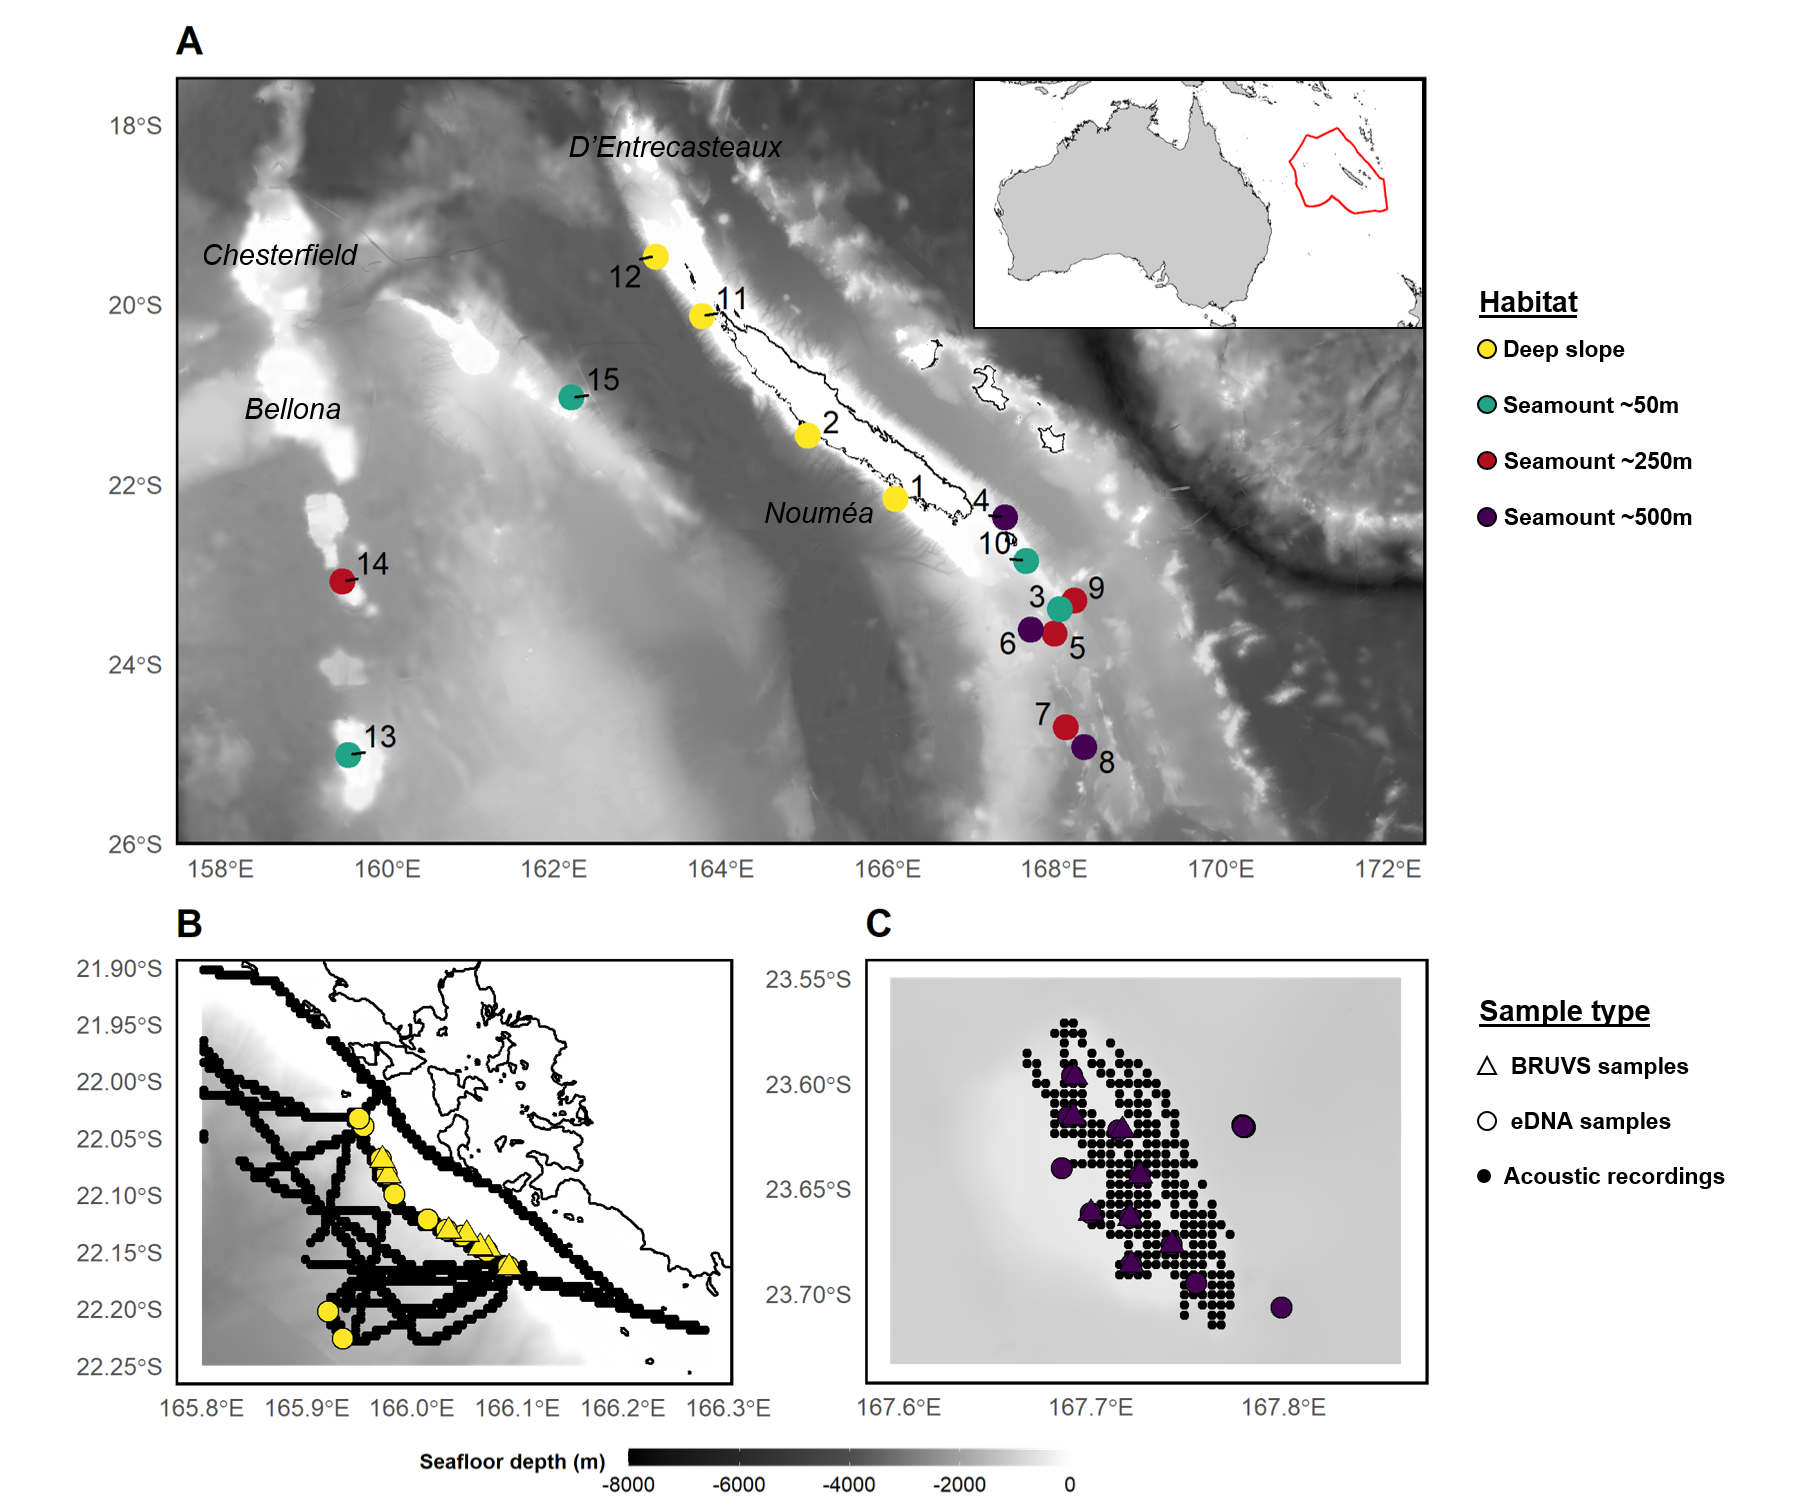 A
18°S
20°S
22°S
24°S
26°S
D’Entrecasteaux
Chesterfield
Bellona
Nouméa
12
11
15
2
1
4
10
14
3
9
6
5
7
13
8
158°E
160°E
162°E
164°E
166°E
168°E
170°E
172°E
Habitat
Deep slope
Seamount ~50m
Seamount ~250m
Seamount ~500m
B
21.90°S
21.95°S
22.00°S
22.05°S
22.10°S
22.15°S
22.20°S
22.25°S
165.8°E
165.9°E
166.0°E
166.1°E
166.2°E
166.3°E
C
23.55°S
23.60°S
23.65°S
23.70°S
167.6°E
167.7°E
167.8°E
Sample type
BRUVS samples
eDNA samples
Acoustic recordings
Seafloor depth (m)
-8000
-6000
-4000
-2000
0